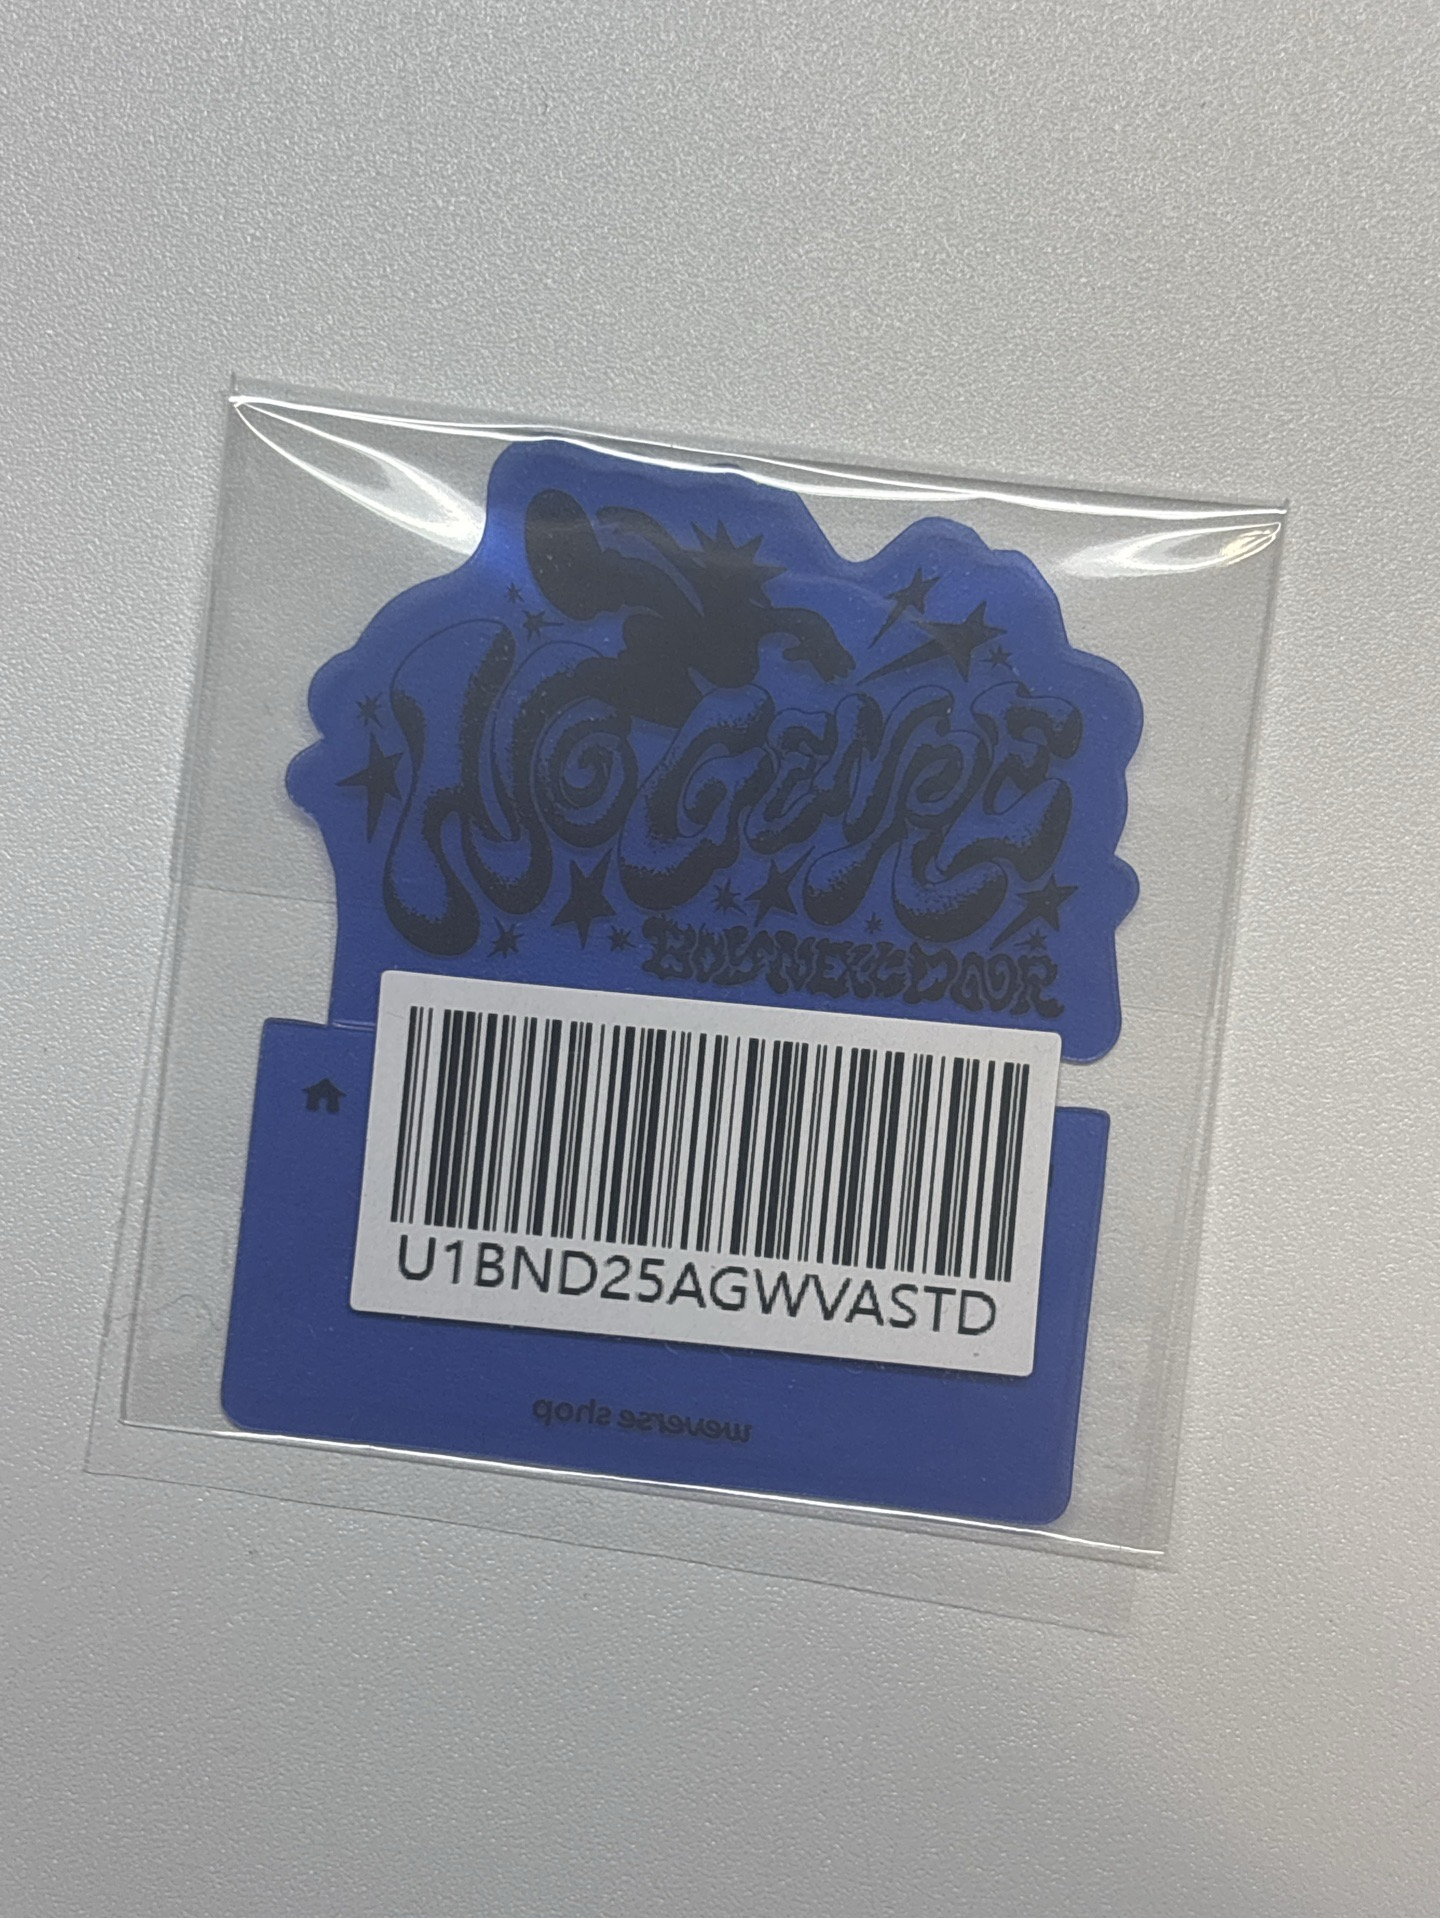 NO GENRE
BOYNEXTDOOR
U1BND25AGWVASTD
weverse shop